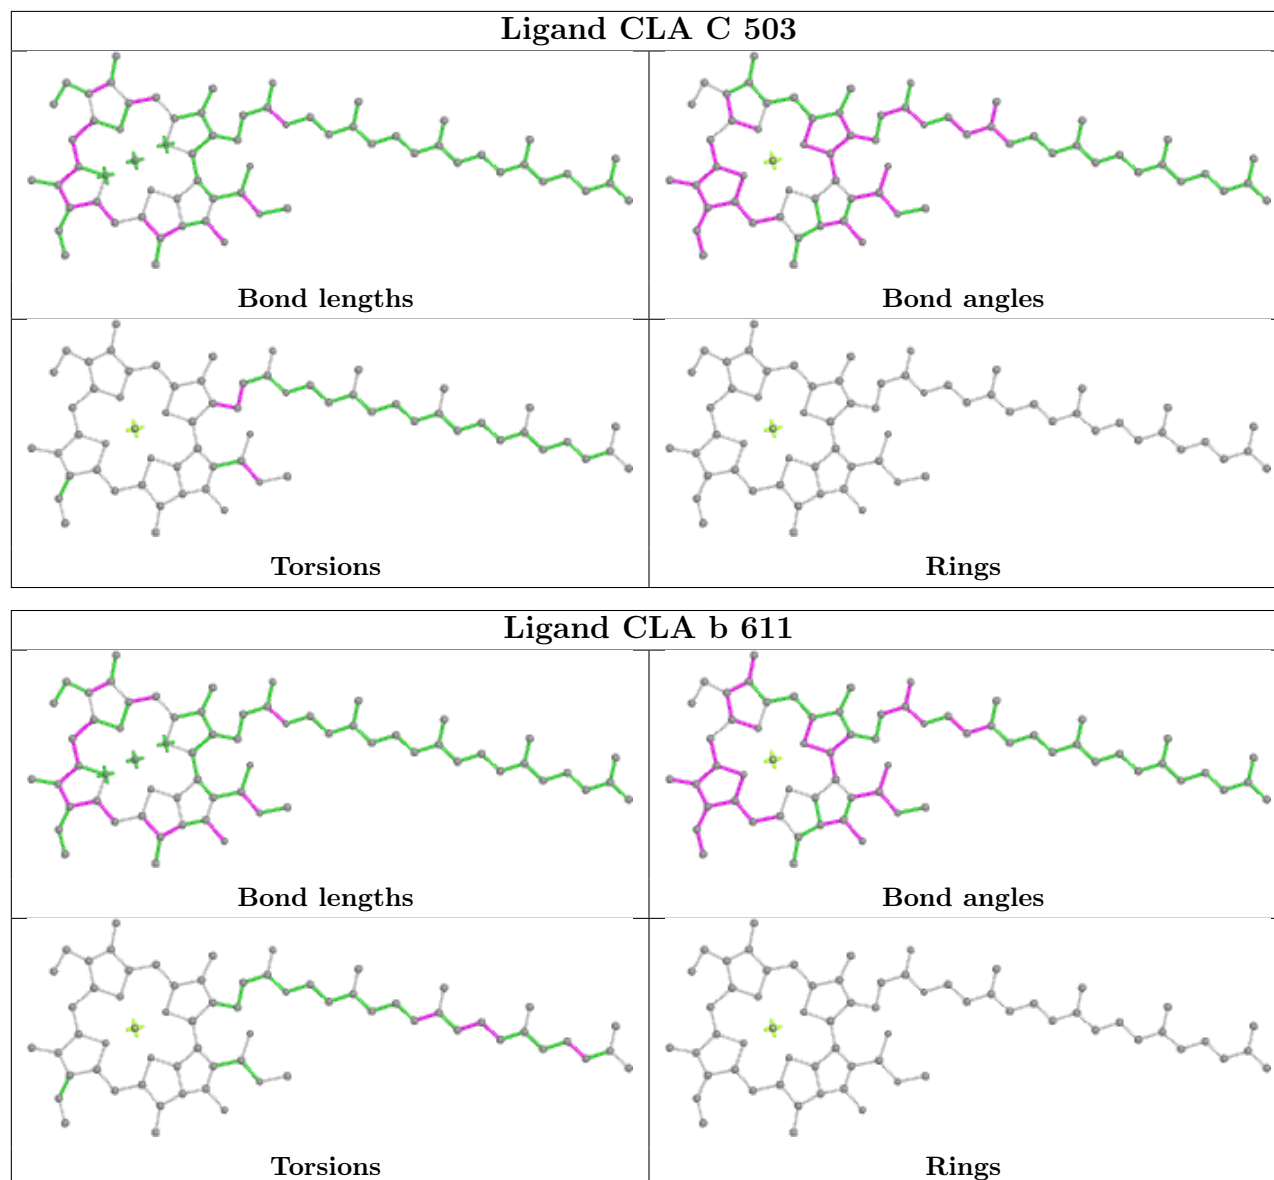 Ligand CLA C 503
Bond lengths
Bond angles
Torsions
Rings
Ligand CLA b 611
Bond lengths
Bond angles
Torsions
Rings